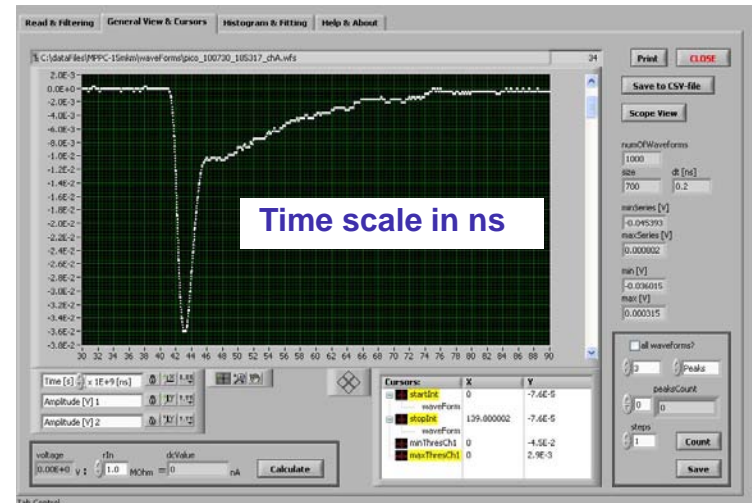 Read & Filtering General View & Cursors Histogram & Fitting Help & About
C:\dataFiles\MPPC-15mkm\waveForms\pico_100730_185317_chA.wfs 34
2.0E-3
0.0E+0
-2.0E-3
-4.0E-3
-6.0E-3
-8.0E-3
-1.0E-2
-1.2E-2
-1.4E-2
-1.6E-2
-1.8E-2
-2.0E-2
-2.2E-2
-2.4E-2
-2.6E-2
-2.8E-2
-3.0E-2
-3.2E-2
-3.4E-2
-3.6E-2
-3.8E-2
Time scale in ns
30 32 34 36 38 40 42 44 46 48 50 52 54 56 58 60 62 64 66 68 70 72 74 76 78 80 82 84 86 88 90
Print CLOSE
Save to CSV-file
Scope View
numOfWaveforms
1000
size dt [ns]
700 0.2
minSeries [V]
-0.045393
maxSeries [V]
0.000802
min [V]
-0.036015
max [V]
0.000315
all waveforms?
3 Peaks
peaksCount
0 0
steps
1 Count
Save
Time [s] x 1E+9 [ns]
Amplitude [V] 1
Amplitude [V] 2
Cursors: X Y
startInt 0 -7.6E-5
waveForm
stopInt 139.800002 -7.6E-5
waveForm
minThresCh1 0 -4.5E-2
maxThresCh1 0 2.9E-3
voltage rIn dcValue
0.00E+0 V : 1.0 MOhm = 0 nA Calculate